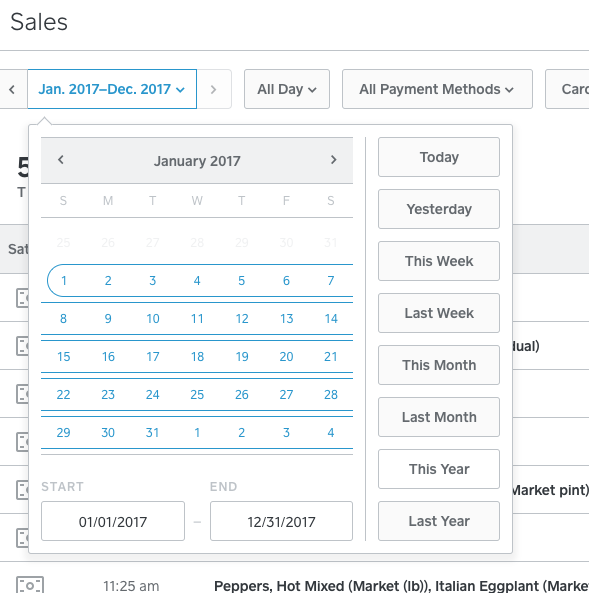 Sales
Jan. 2017–Dec. 2017 All Day All Payment Methods Card
5
T
January 2017
S M T W T F S
25 26 27 28 29 30 31
1 2 3 4 5 6 7
8 9 10 11 12 13 14
15 16 17 18 19 20 21
22 23 24 25 26 27 28
29 30 31 1 2 3 4
START END
01/01/2017 – 12/31/2017
Today
Yesterday
This Week
Last Week
This Month
Last Month
This Year
Last Year
Sat
dual)
Market pint)
11:25 am Peppers, Hot Mixed (Market (lb)), Italian Eggplant (Marke